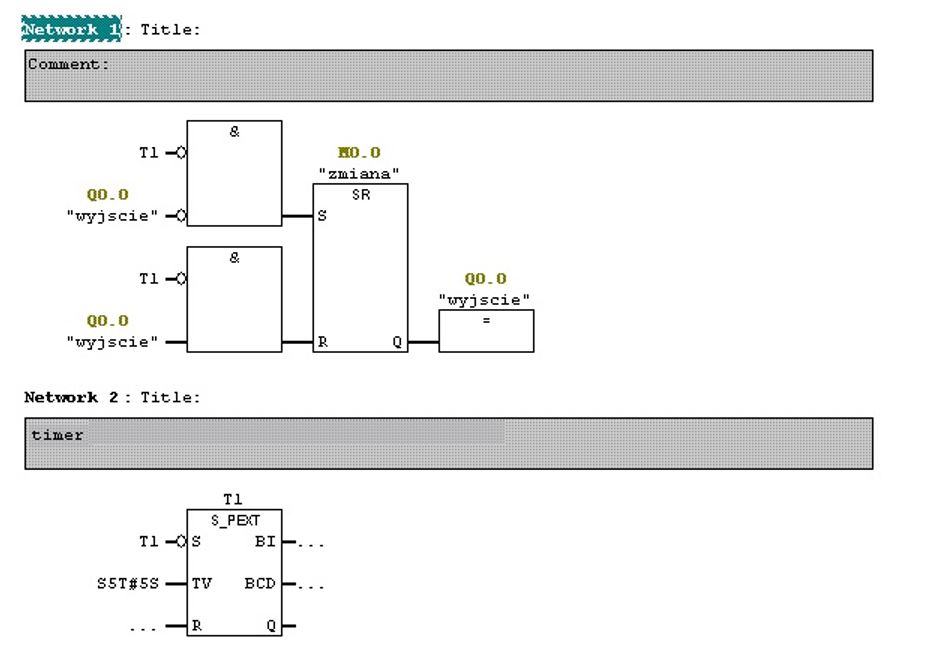 Network 1: Title:
Comment:
&
T1
M0.0
"zmiana"
Q0.0
SR
"wyjscie"
S
&
T1
Q0.0
"wyjscie"
Q0.0
=
"wyjscie"
R Q
Network 2: Title:
timer
T1
S_PEXT
T1 S BI ...
S5T#5S TV BCD ...
... R Q